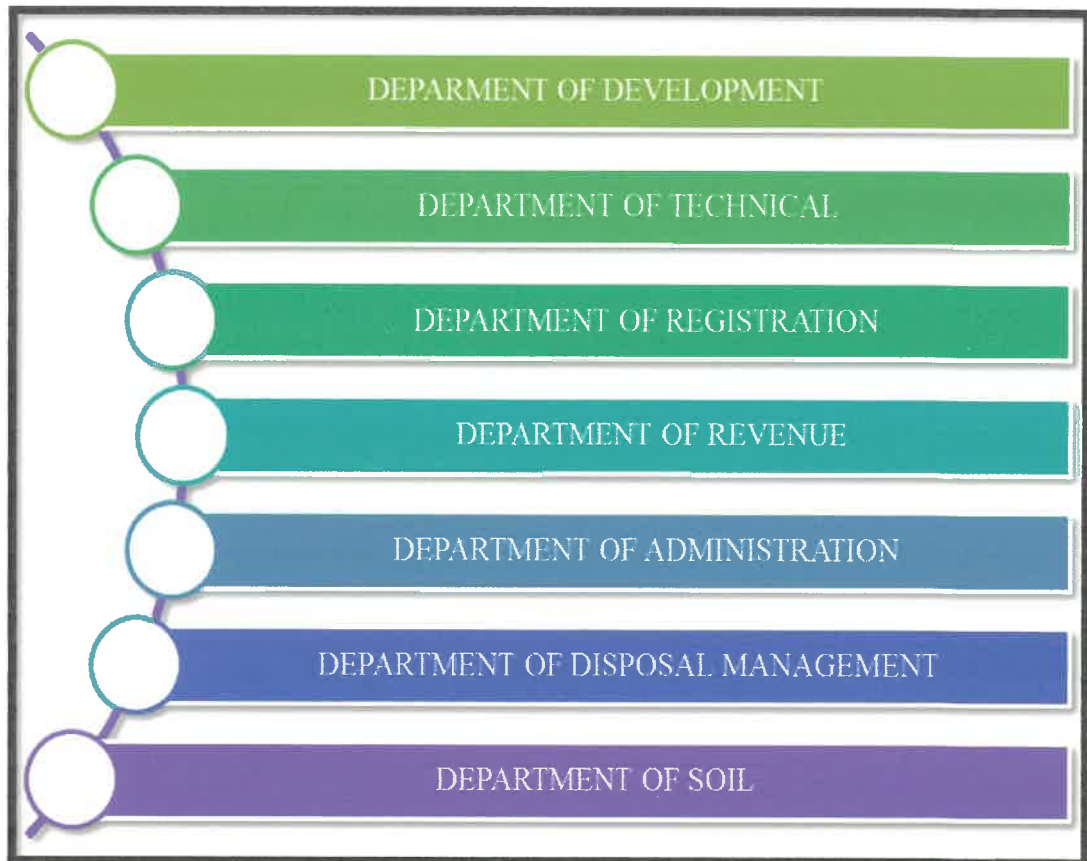 DEPARMENT OF DEVELOPMENT
DEPARTMENT OF TECHNICAL
DEPARTMENT OF REGISTRATION
DEPARTMENT OF REVENUE
DEPARTMENT OF ADMINISTRATION
DEPARTMENT OF DISPOSAL MANAGEMENT
DEPARTMENT OF SOIL